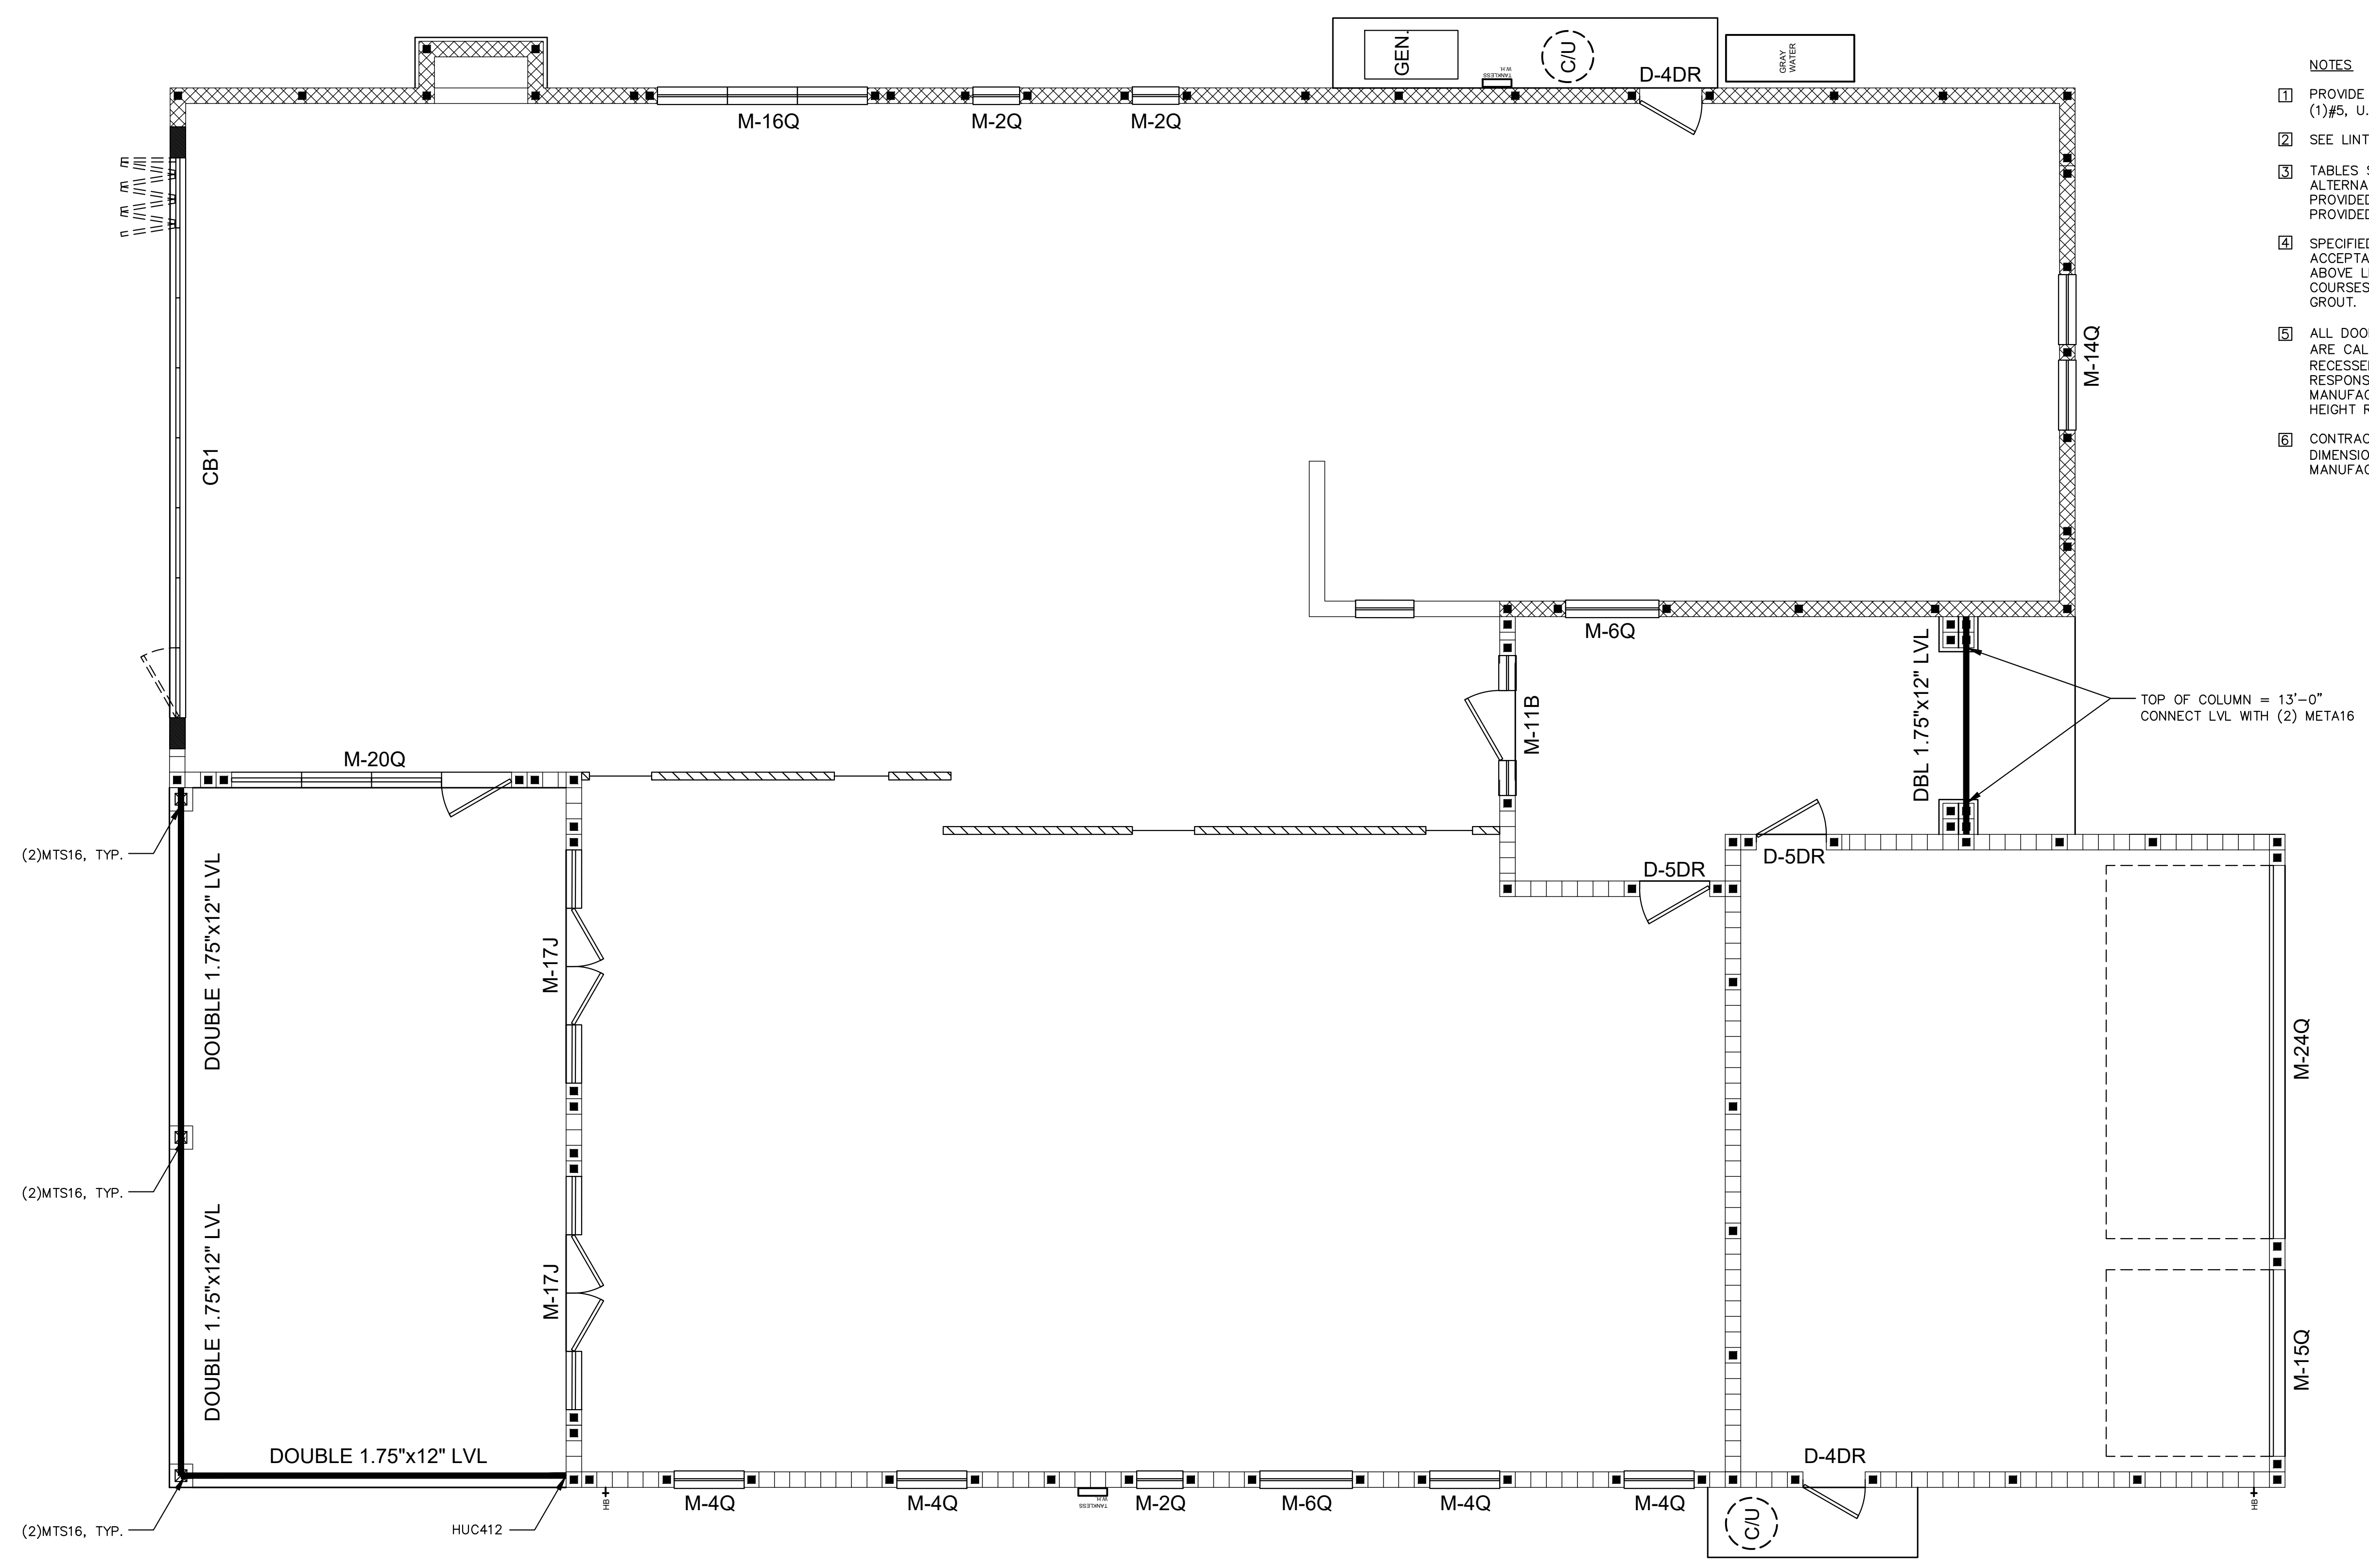 GEN.
TANKLESS
W.H.
C/U
D-4DR
GRAY
WATER
M-16Q
M-2Q
M-2Q
CB1
M-14Q
M-6Q
M-11B
DBL 1.75"x12" LVL
TOP OF COLUMN = 13'-0"
CONNECT LVL WITH (2) META16
M-20Q
(2)MTS16, TYP.
D-5DR
D-5DR
DOUBLE 1.75"x12" LVL
M-17J
M-24Q
(2)MTS16, TYP.
DOUBLE 1.75"x12" LVL
M-17J
M-15Q
DOUBLE 1.75"x12" LVL
D-4DR
(2)MTS16, TYP.
HUC412
HB
M-4Q
M-4Q
TANKLESS
W.H.
M-2Q
M-6Q
M-4Q
M-4Q
C/U
HB
NOTES
1 PROVIDE
(1)#5, U.
2 SEE LINT
3 TABLES
ALTERNA
PROVIDED
PROVIDED
4 SPECIFIED
ACCEPTA
ABOVE
COURSES
GROUT.
5 ALL DOO
ARE CAL
RECESSE
RESPONS
MANUFAC
HEIGHT
6 CONTRAC
DIMENSIO
MANUFAC